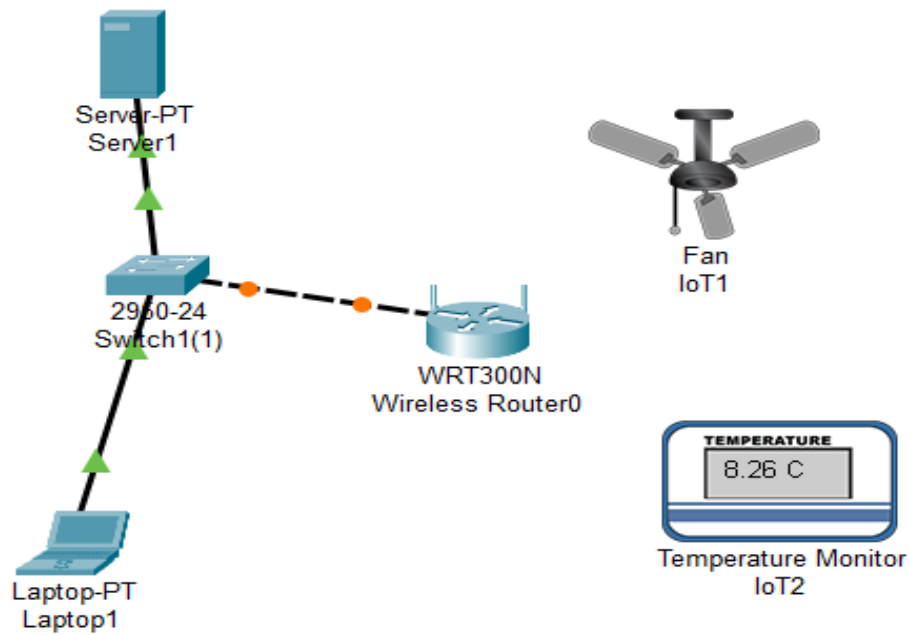 Server-PT
Server1
Fan
IoT1
2950-24
Switch1(1)
WRT300N
Wireless Router0
TEMPERATURE
8.26 C
Temperature Monitor
IoT2
Laptop-PT
Laptop1